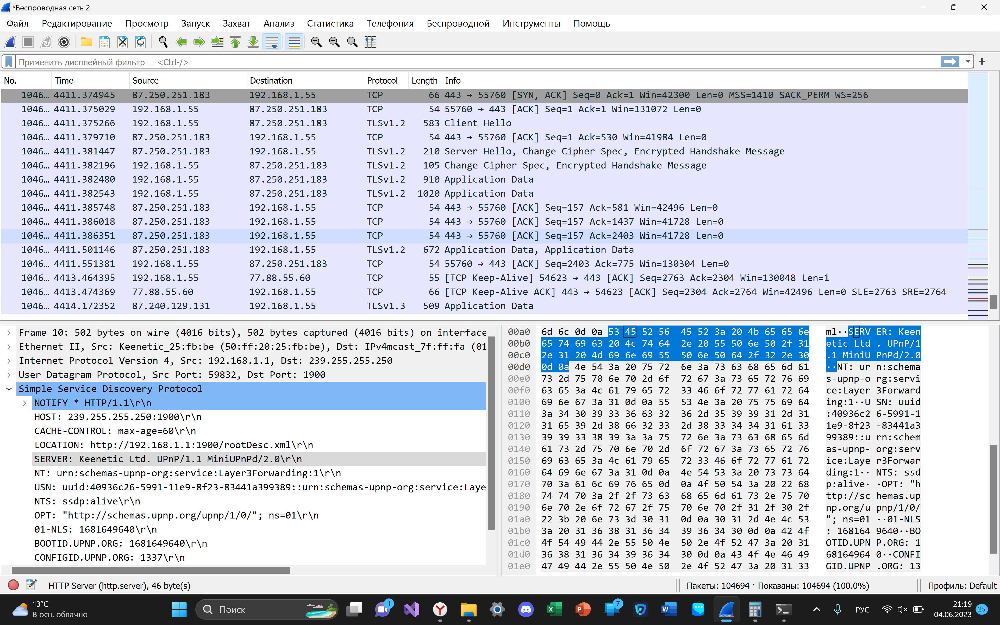 *Беспроводная сеть 2
Файл Редактирование Просмотр Запуск Захват Анализ Статистика Телефония Беспроводной Инструменты Помощь
Применить дисплейный фильтр ... <Ctrl-/>
No. Time Source Destination Protocol Length Info
1046… 4411.374945 87.250.251.183 192.168.1.55 TCP 66 443 → 55760 [SYN, ACK] Seq=0 Ack=1 Win=42300 Len=0 MSS=1410 SACK_PERM WS=256
1046… 4411.375029 192.168.1.55 87.250.251.183 TCP 54 55760 → 443 [ACK] Seq=1 Ack=1 Win=131072 Len=0
1046… 4411.375266 192.168.1.55 87.250.251.183 TLSv1.2 583 Client Hello
1046… 4411.379710 87.250.251.183 192.168.1.55 TCP 54 443 → 55760 [ACK] Seq=1 Ack=530 Win=41984 Len=0
1046… 4411.381447 87.250.251.183 192.168.1.55 TLSv1.2 210 Server Hello, Change Cipher Spec, Encrypted Handshake Message
1046… 4411.382196 192.168.1.55 87.250.251.183 TLSv1.2 105 Change Cipher Spec, Encrypted Handshake Message
1046… 4411.382480 192.168.1.55 87.250.251.183 TLSv1.2 910 Application Data
1046… 4411.382543 192.168.1.55 87.250.251.183 TLSv1.2 1020 Application Data
1046… 4411.385748 87.250.251.183 192.168.1.55 TCP 54 443 → 55760 [ACK] Seq=157 Ack=581 Win=42496 Len=0
1046… 4411.386018 87.250.251.183 192.168.1.55 TCP 54 443 → 55760 [ACK] Seq=157 Ack=1437 Win=41728 Len=0
1046… 4411.386351 87.250.251.183 192.168.1.55 TCP 54 443 → 55760 [ACK] Seq=157 Ack=2403 Win=41728 Len=0
1046… 4411.501146 87.250.251.183 192.168.1.55 TLSv1.2 672 Application Data, Application Data
1046… 4411.551381 192.168.1.55 87.250.251.183 TCP 54 55760 → 443 [ACK] Seq=2403 Ack=775 Win=130304 Len=0
1046… 4413.464395 192.168.1.55 77.88.55.60 TCP 55 [TCP Keep-Alive] 54623 → 443 [ACK] Seq=2763 Ack=2304 Win=130048 Len=1
1046… 4413.474369 77.88.55.60 192.168.1.55 TCP 66 [TCP Keep-Alive ACK] 443 → 54623 [ACK] Seq=2304 Ack=2764 Win=42496 Len=0 SLE=2763 SRE=2764
1046… 4414.172352 87.240.129.131 192.168.1.55 TLSv1.3 509 Application Data
Frame 10: 502 bytes on wire (4016 bits), 502 bytes captured (4016 bits) on interface
Ethernet II, Src: Keenetic_25:fb:be (50:ff:20:25:fb:be), Dst: IPv4mcast_7f:ff:fa (01
Internet Protocol Version 4, Src: 192.168.1.1, Dst: 239.255.255.250
User Datagram Protocol, Src Port: 59832, Dst Port: 1900
Simple Service Discovery Protocol
NOTIFY * HTTP/1.1\r\n
HOST: 239.255.255.250:1900\r\n
CACHE-CONTROL: max-age=60\r\n
LOCATION: http://192.168.1.1:1900/rootDesc.xml\r\n
SERVER: Keenetic Ltd. UPnP/1.1 MiniUPnPd/2.0\r\n
NT: urn:schemas-upnp-org:service:Layer3Forwarding:1\r\n
USN: uuid:40936c26-5991-11e9-8f23-83441a399389::urn:schemas-upnp-org:service:Laye
NTS: ssdp:alive\r\n
OPT: "http://schemas.upnp.org/upnp/1/0/"; ns=01\r\n
01-NLS: 1681649640\r\n
BOOTID.UPNP.ORG: 1681649640\r\n
CONFIGID.UPNP.ORG: 1337\r\n
00a0 6d 6c 0d 0a 53 45 52 56 45 52 3a 20 4b 65 65 6e ml··SERV ER: Keen
00b0 65 74 69 63 20 4c 74 64 2e 20 55 50 6e 50 2f 31 etic Ltd . UPnP/1
00c0 2e 31 20 4d 69 6e 69 55 50 6e 50 64 2f 32 2e 30 .1 MiniU PnPd/2.0
00d0 0d 0a 4e 54 3a 20 75 72 6e 3a 73 63 68 65 6d 61 ··NT: ur n:schema
00e0 73 2d 75 70 6e 70 2d 6f 72 67 3a 73 65 72 76 69 s-upnp-o rg:servi
00f0 63 65 3a 4c 61 79 65 72 33 46 6f 72 77 61 72 64 ce:Layer 3Forward
0100 69 6e 67 3a 31 0d 0a 55 53 4e 3a 20 75 75 69 64 ing:1··U SN: uuid
0110 3a 34 30 39 33 36 63 32 36 2d 35 39 39 31 2d 31 :40936c2 6-5991-1
0120 31 65 39 2d 38 66 32 33 2d 38 33 34 34 31 61 33 1e9-8f23 -83441a3
0130 39 39 33 38 39 3a 3a 75 72 6e 3a 73 63 68 65 6d 99389::u rn:schem
0140 61 73 2d 75 70 6e 70 2d 6f 72 67 3a 73 65 72 76 as-upnp- org:serv
0150 69 63 65 3a 4c 61 79 65 72 33 46 6f 72 77 61 72 ice:Laye r3Forwar
0160 64 69 6e 67 3a 31 0d 0a 4e 54 53 3a 20 73 73 64 ding:1·· NTS: ssd
0170 70 3a 61 6c 69 76 65 0d 0a 4f 50 54 3a 20 22 68 p:alive· ·OPT: "h
0180 74 74 70 3a 2f 2f 73 63 68 65 6d 61 73 2e 75 70 ttp://sc hemas.up
0190 6e 70 2e 6f 72 67 2f 75 70 6e 70 2f 31 2f 30 2f np.org/u pnp/1/0/
01a0 22 3b 20 6e 73 3d 30 31 0d 0a 30 31 2d 4e 4c 53 "; ns=01 ··01-NLS
01b0 3a 20 31 36 38 31 36 34 39 36 34 30 0d 0a 42 4f : 168164 9640··BO
01c0 4f 54 49 44 2e 55 50 4e 50 2e 4f 52 47 3a 20 31 OTID.UPN P.ORG: 1
01d0 36 38 31 36 34 39 36 34 30 0d 0a 43 4f 4e 46 49 68164964 0··CONFI
01e0 47 49 44 2e 55 50 4e 50 2e 4f 52 47 3a 20 31 33 GID.UPNP .ORG: 13
HTTP Server (http.server), 46 byte(s)
Пакеты: 104694 · Показаны: 104694 (100.0%)
Профиль: Default
13°C
В осн. облачно
Поиск
1
7
РУС
21:19
04.06.2023
25